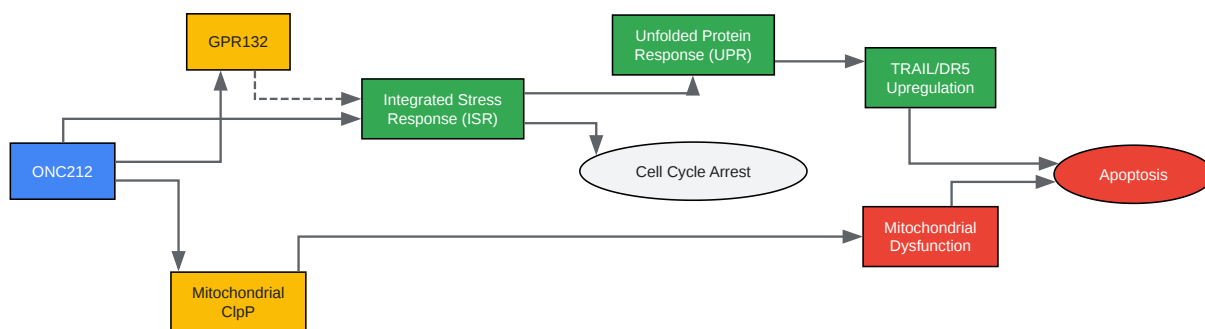 GPR132
Unfolded Protein
Response (UPR)
TRAIL/DR5
Upregulation
Integrated Stress
Response (ISR)
ONC212
Cell Cycle Arrest
Apoptosis
Mitochondrial
Dysfunction
Mitochondrial
ClpP